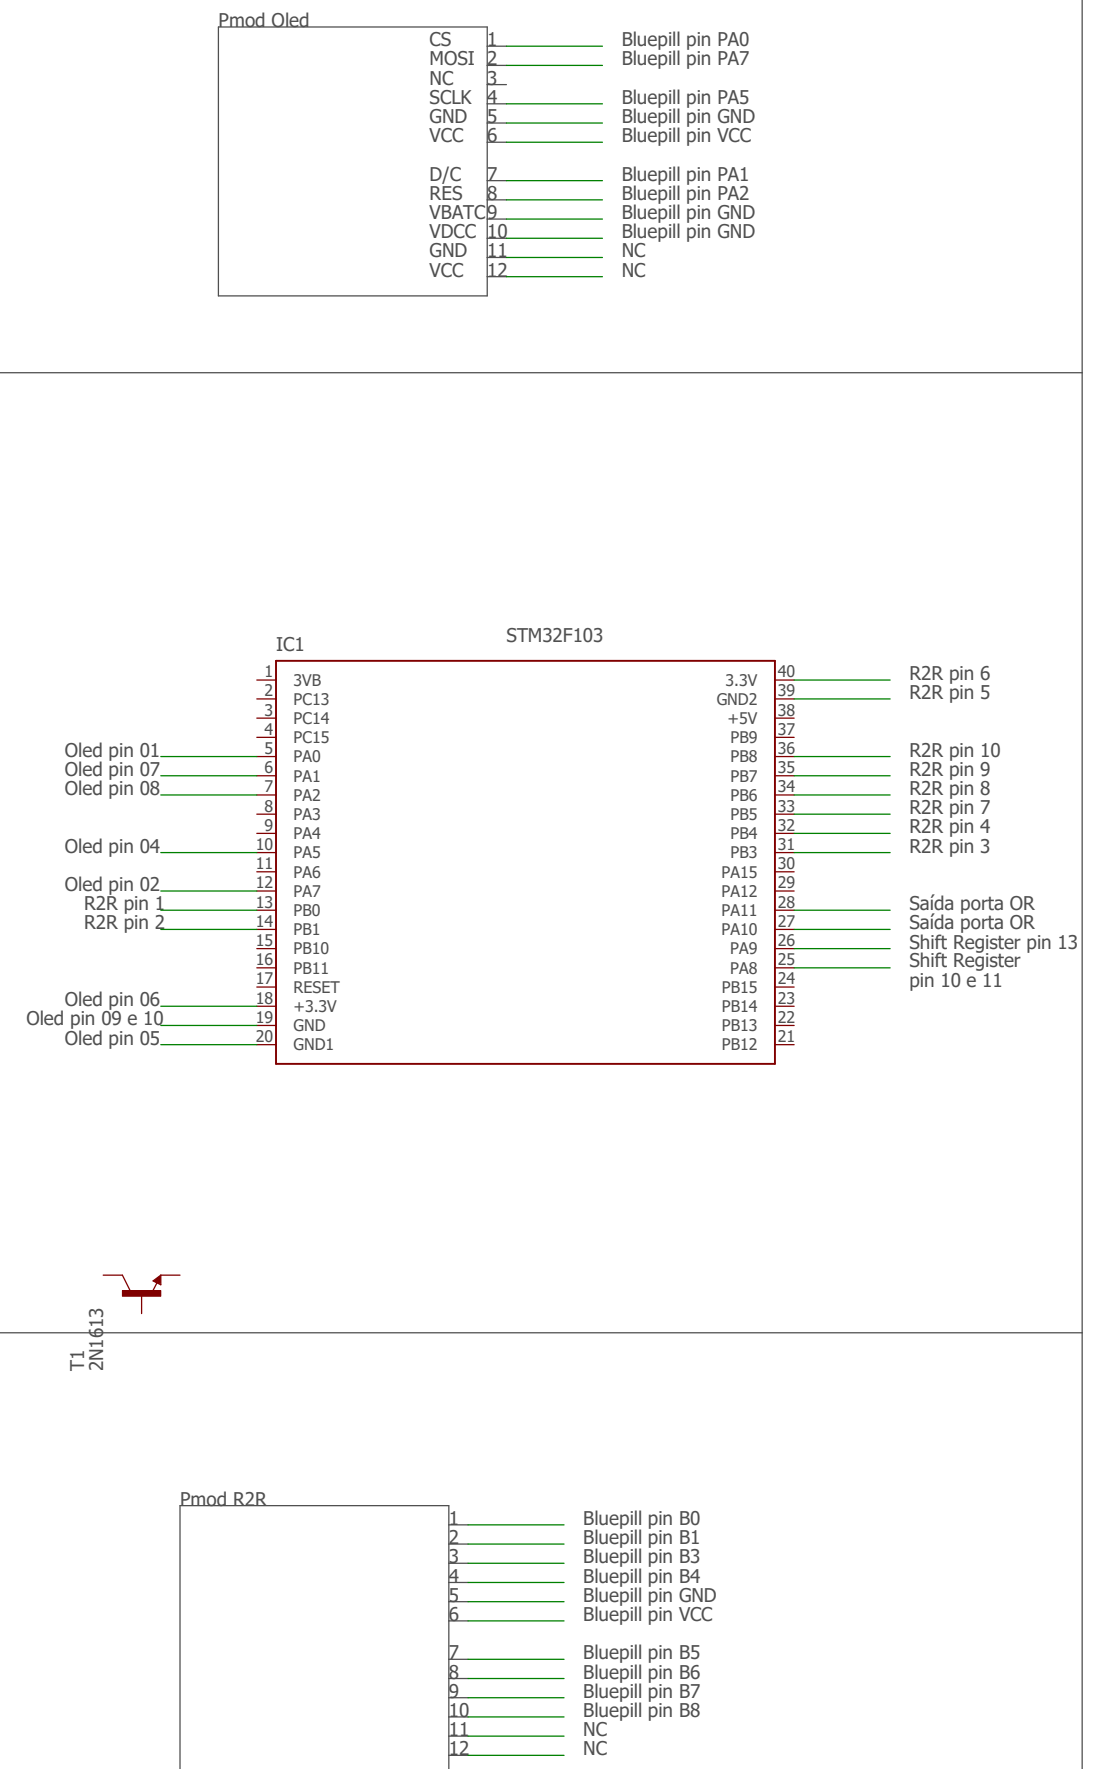 Pmod Oled
CS 1 Bluepill pin PA0
MOSI 2 Bluepill pin PA7
NC 3
SCLK 4 Bluepill pin PA5
GND 5 Bluepill pin GND
VCC 6 Bluepill pin VCC
D/C 7 Bluepill pin PA1
RES 8 Bluepill pin PA2
VBATC 9 Bluepill pin GND
VDCC 10 Bluepill pin GND
GND 11 NC
VCC 12 NC
IC1 STM32F103
1 3VB 3.3V 40 R2R pin 6
2 PC13 GND2 39 R2R pin 5
3 PC14 +5V 38
4 PC15 PB9 37
Oled pin 01 5 PA0 PB8 36 R2R pin 10
Oled pin 07 6 PA1 PB7 35 R2R pin 9
Oled pin 08 7 PA2 PB6 34 R2R pin 8
8 PA3 PB5 33 R2R pin 7
9 PA4 PB4 32 R2R pin 4
Oled pin 04 10 PA5 PB3 31 R2R pin 3
11 PA6 PA15 30
Oled pin 02 12 PA7 PA12 29
R2R pin 1 13 PB0 PA11 28 Saída porta OR
R2R pin 2 14 PB1 PA10 27 Saída porta OR
15 PB10 PA9 26 Shift Register pin 13
16 PB11 PA8 25 Shift Register
17 RESET PB15 24 pin 10 e 11
Oled pin 06 18 +3.3V PB14 23
Oled pin 09 e 10 19 GND PB13 22
Oled pin 05 20 GND1 PB12 21
T1
2N1613
Pmod R2R
1 Bluepill pin B0
2 Bluepill pin B1
3 Bluepill pin B3
4 Bluepill pin B4
5 Bluepill pin GND
6 Bluepill pin VCC
7 Bluepill pin B5
8 Bluepill pin B6
9 Bluepill pin B7
10 Bluepill pin B8
11 NC
12 NC